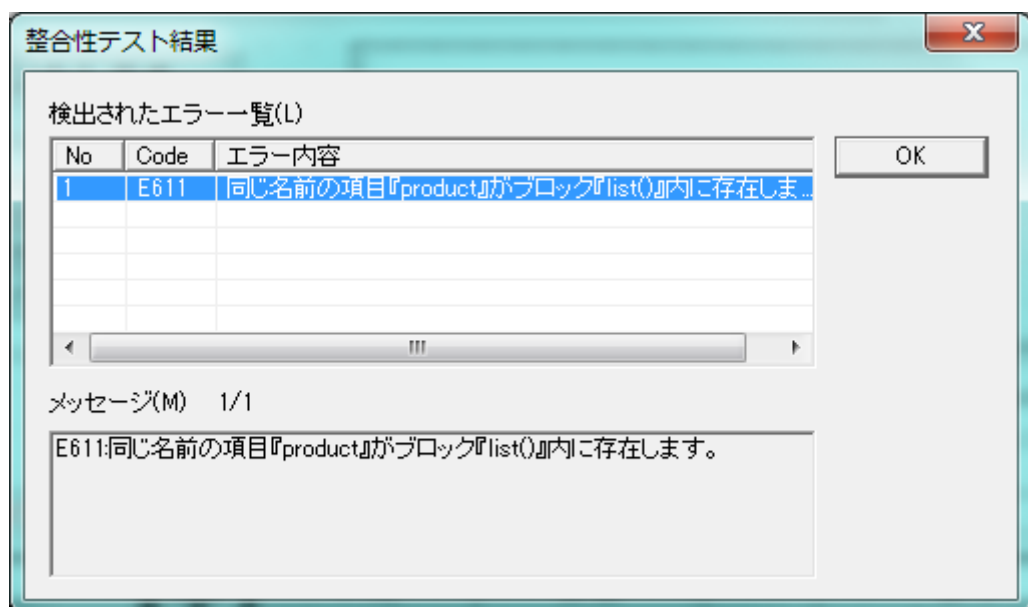 整合性テスト結果
検出されたエラー一覧(L)
No Code エラー内容
OK
1 E611 同じ名前の項目『product』がブロック『list()』内に存在しま...
メッセージ(M) 1/1
E611:同じ名前の項目『product』がブロック『list()』内に存在します。